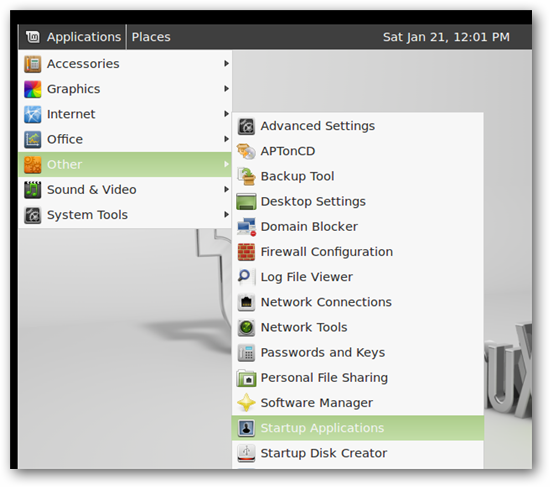 Applications Places Sat Jan 21, 12:01 PM
Accessories
Graphics
Internet
Office
Other
Sound & Video
System Tools
Advanced Settings
APTonCD
Backup Tool
Desktop Settings
Domain Blocker
Firewall Configuration
Log File Viewer
Network Connections
Network Tools
Passwords and Keys
Personal File Sharing
Software Manager
Startup Applications
Startup Disk Creator